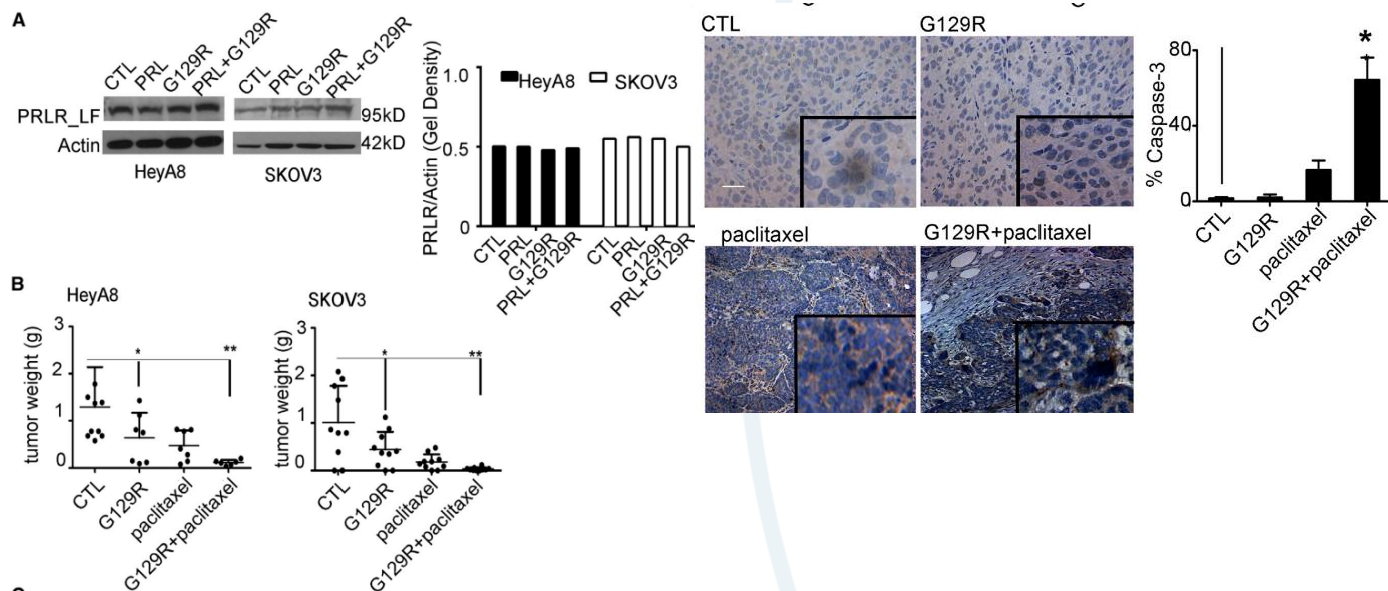 A
CTL PRL G129R PRL+G129R CTL PRL G129R PRL+G129R
PRLR_LF 95kD
Actin 42kD
HeyA8 SKOV3
PRLR/Actin (Gel Density)
1.0
0.5
0
HeyA8 SKOV3
CTL PRL G129R PRL+G129R CTL PRL G129R PRL+G129R
CTL G129R
paclitaxel G129R+paclitaxel
% Caspase-3
80
40
0
*
CTL G129R paclitaxel G129R+paclitaxel
B
HeyA8
tumor weight (g)
3
2
1
0
* **
CTL G129R paclitaxel G129R+paclitaxel
SKOV3
tumor weight (g)
3
2
1
0
* **
CTL G129R paclitaxel G129R+paclitaxel